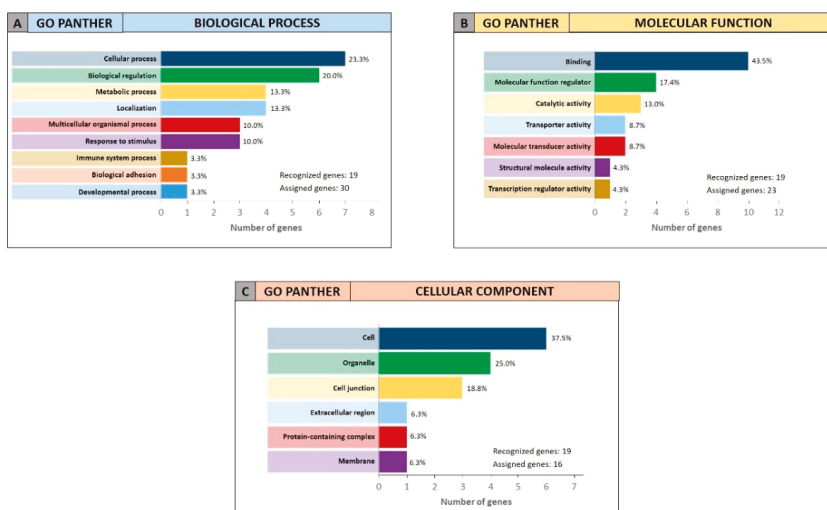 A GO PANTHER BIOLOGICAL PROCESS
Cellular process 23.3%
Biological regulation 20.0%
Metabolic process 13.3%
Localization 13.3%
Multicellular organismal process 10.0%
Response to stimulus 10.0%
Immune system process 3.3%
Biological adhesion 3.3%
Developmental process 3.3%
Recognized genes: 19
Assigned genes: 30
0 1 2 3 4 5 6 7 8
Number of genes
B GO PANTHER MOLECULAR FUNCTION
Binding 43.5%
Molecular function regulator 17.4%
Catalytic activity 13.0%
Transporter activity 8.7%
Molecular transducer activity 8.7%
Structural molecule activity 4.3%
Transcription regulator activity 4.3%
Recognized genes: 19
Assigned genes: 23
0 2 4 6 8 10 12
Number of genes
C GO PANTHER CELLULAR COMPONENT
Cell 37.5%
Organelle 25.0%
Cell junction 18.8%
Extracellular region 6.3%
Protein-containing complex 6.3%
Membrane 6.3%
Recognized genes: 19
Assigned genes: 16
0 1 2 3 4 5 6 7
Number of genes